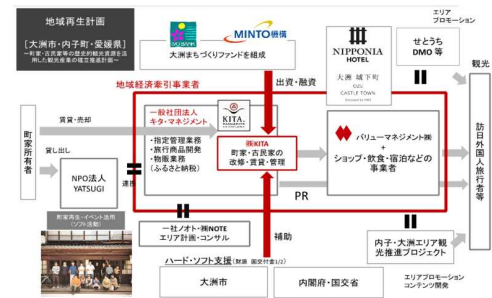 地域再生計画
[大洲市・内子町・愛媛県]
～町家・古民家等の歴史的観光資源を活
用した観光産業の確立推進計画～
MINTO機構
大洲まちづくりファンドを組成
NIPPONIA
HOTEL
大洲 城下町
OZU
CASTLE TOWN
エリア
プロモーション
せとうち
DMO 等
観光
地域経済牽引事業者
出資・融資
賃貸・売却
一般社団法人
キタ・マネジメント
KITA.
・指定管理業務
・旅行商品開発
・物販業務
(ふるさと納税)
㈱KITA
町家・古民家の
改修・賃貸・管理
バリューマネジメント㈱
+
ショップ・飲食・宿泊などの
事業者
町家所有者
貸し出し
NPO法人
YATSUGI
連携
訪日外国人旅行者等
PR
町家再生・イベント活用
(ソフト活動)
一社ノオト・㈱NOTE
エリア計画・コンサル
補助
内子・大洲エリア観
光推進プロジェクト
ハード・ソフト支援
大洲市
内閣府・国交省
エリアプロモーション
コンテンツ開発